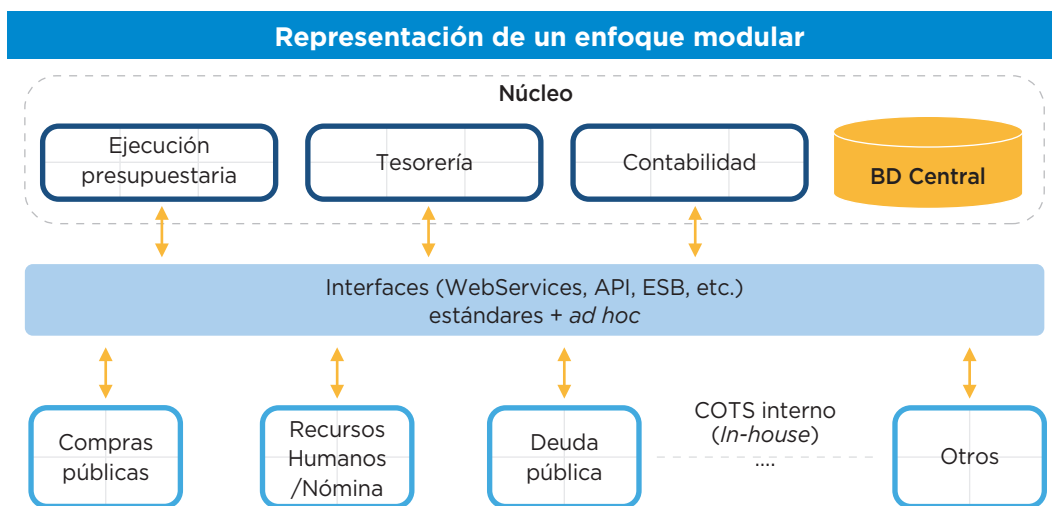 Representación de un enfoque modular
Núcleo
Ejecución
presupuestaria
Tesorería
Contabilidad
BD Central
Interfaces (WebServices, API, ESB, etc.)
estándares + ad hoc
Compras
públicas
Recursos
Humanos
/Nómina
Deuda
pública
COTS interno
(In-house)
....
Otros